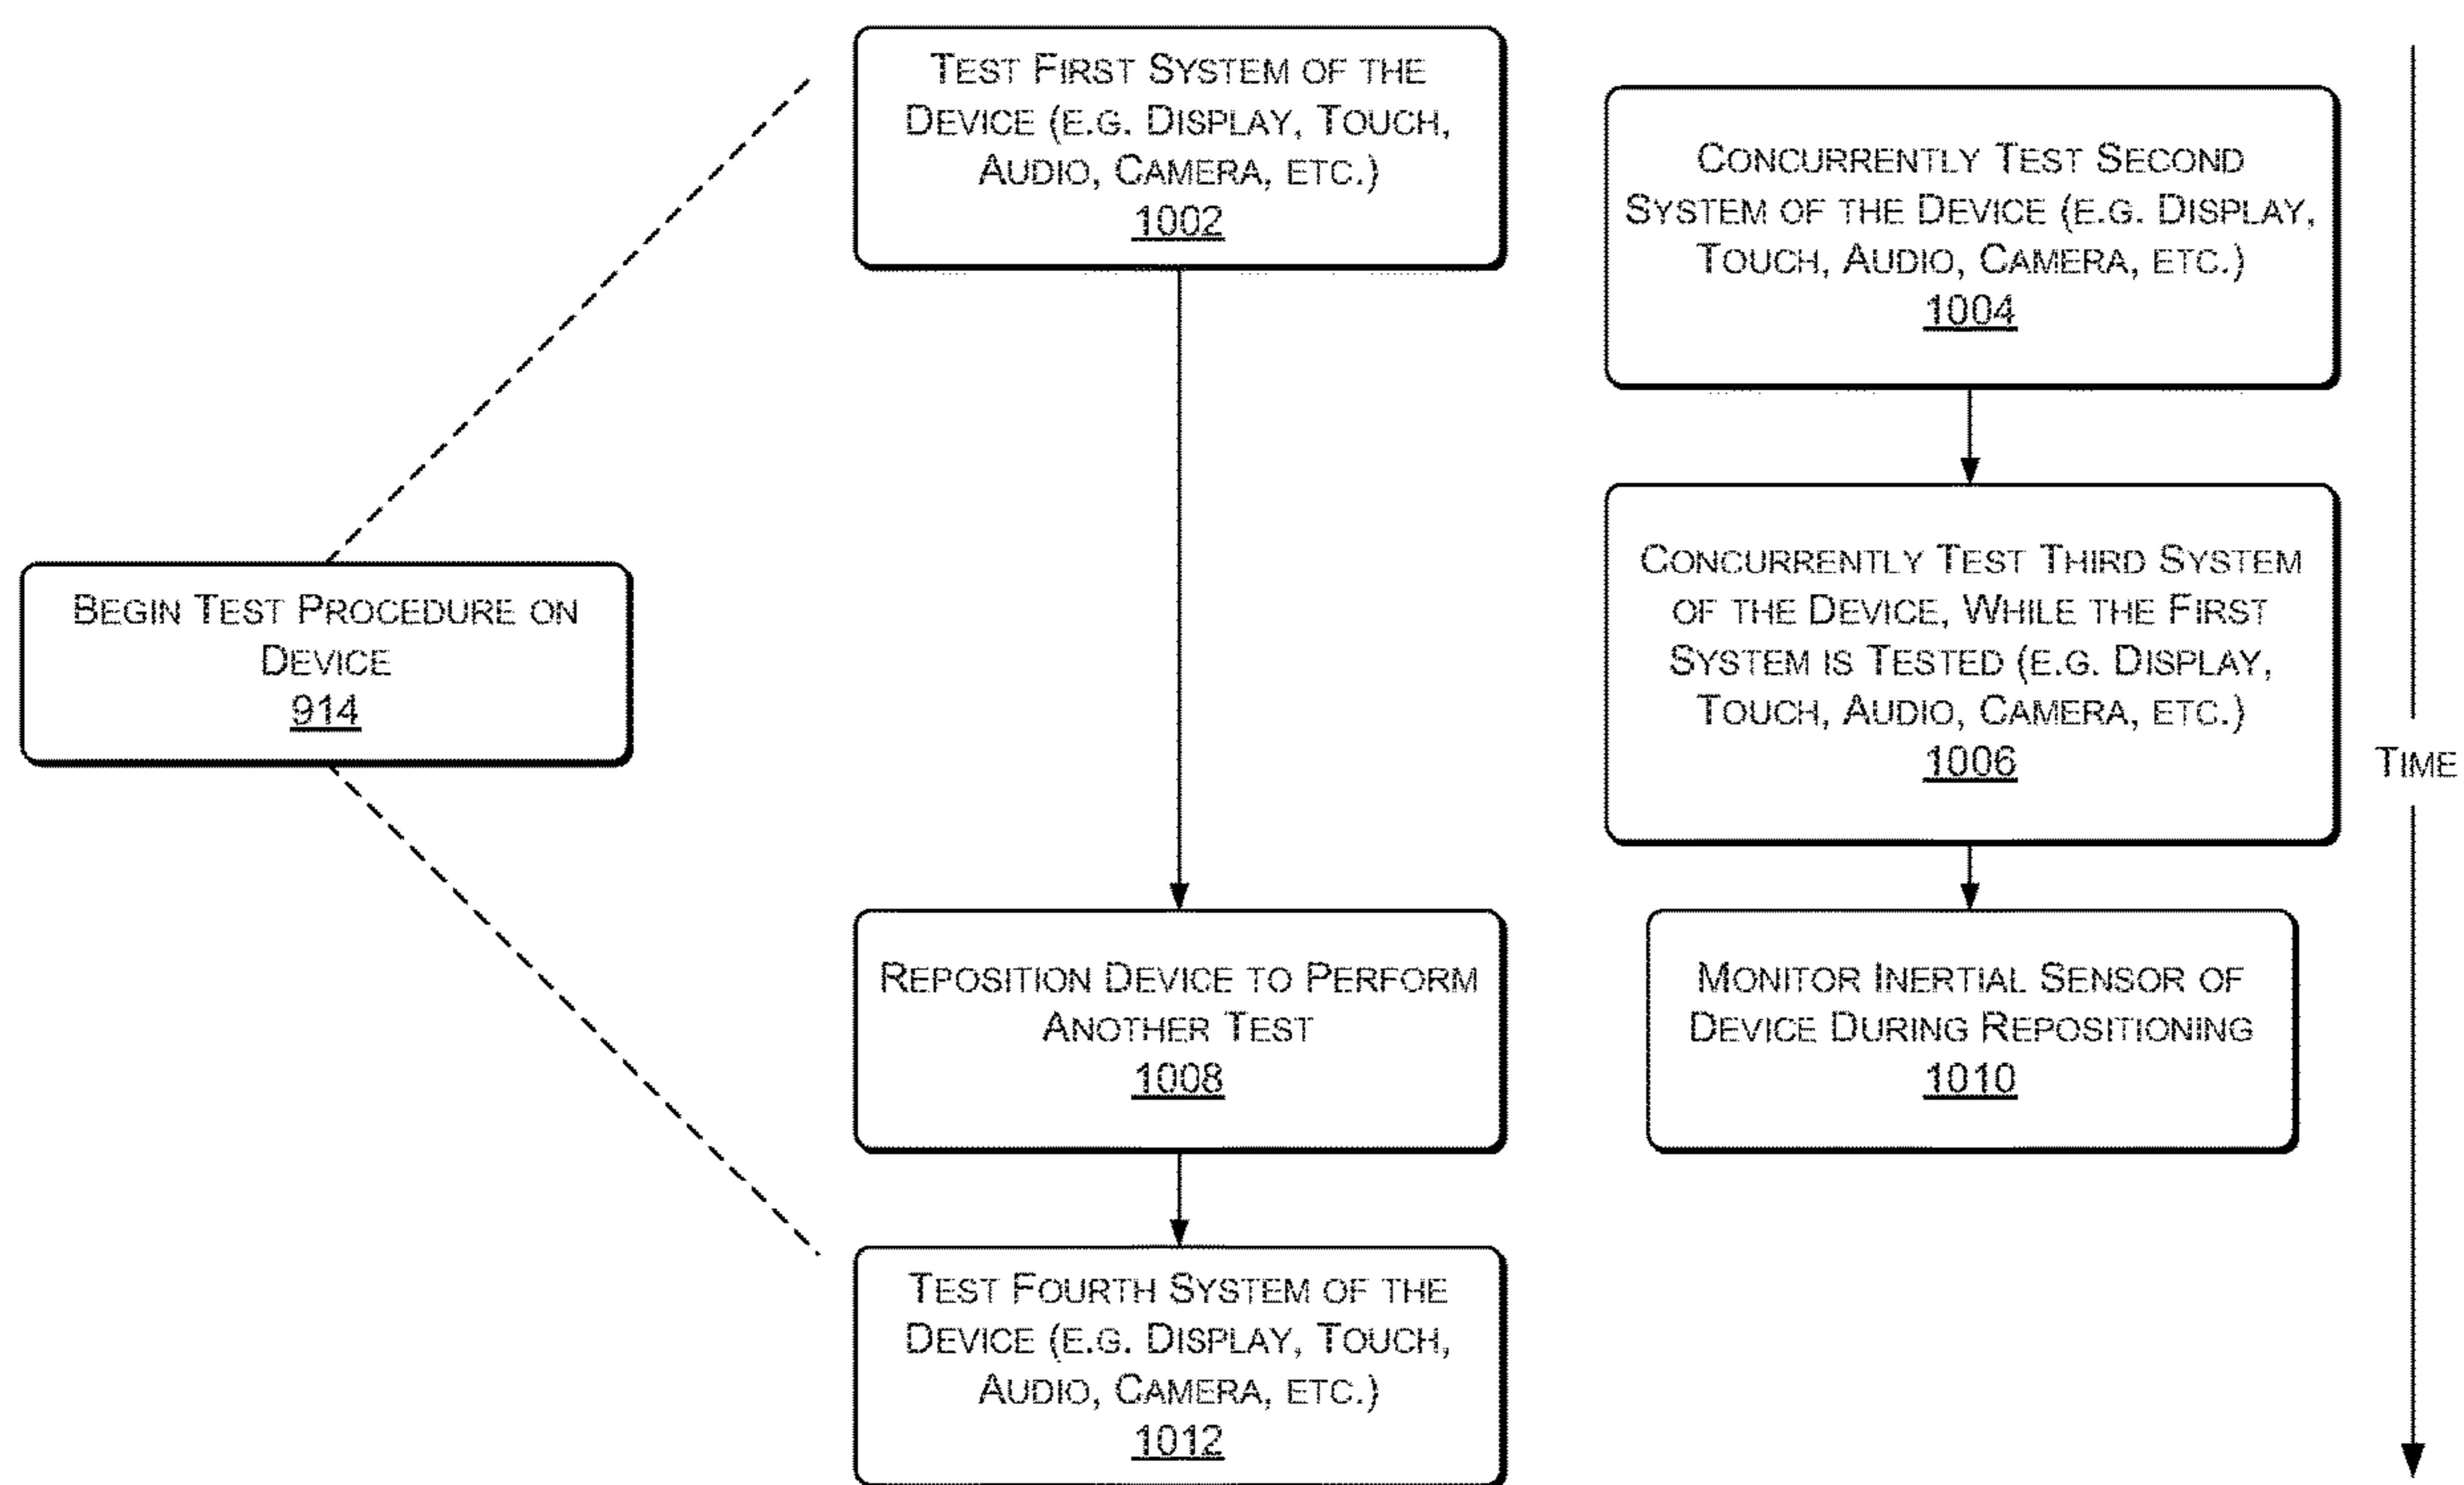 TEST FIRST SYSTEM OF THE
DEVICE (E.G. DISPLAY, TOUCH,
AUDIO, CAMERA, ETC.)
1002
CONCURRENTLY TEST SECOND
SYSTEM OF THE DEVICE (E.G. DISPLAY,
TOUCH, AUDIO, CAMERA, ETC.)
1004
BEGIN TEST PROCEDURE ON
DEVICE
914
CONCURRENTLY TEST THIRD SYSTEM
OF THE DEVICE, WHILE THE FIRST
SYSTEM IS TESTED (E.G. DISPLAY,
TOUCH, AUDIO, CAMERA, ETC.)
1006
TIME
REPOSITION DEVICE TO PERFORM
ANOTHER TEST
1008
MONITOR INERTIAL SENSOR OF
DEVICE DURING REPOSITIONING
1010
TEST FOURTH SYSTEM OF THE
DEVICE (E.G. DISPLAY, TOUCH,
AUDIO, CAMERA, ETC.)
1012